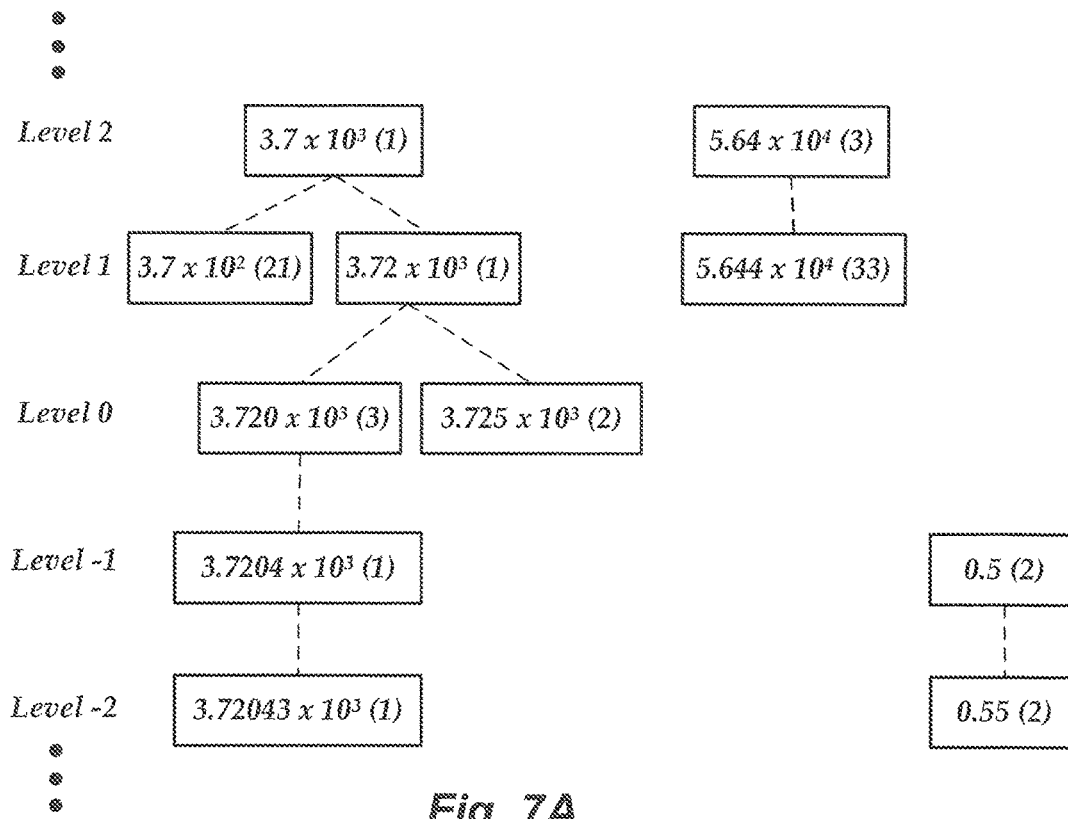 Level 2 3.7 x 10³ (1) 5.64 x 10⁴ (3)
Level 1 3.7 x 10² (21) 3.72 x 10³ (1) 5.644 x 10⁴ (33)
Level 0 3.720 x 10³ (3) 3.725 x 10³ (2)
Level -1 3.7204 x 10³ (1) 0.5 (2)
Level -2 3.72043 x 10³ (1) 0.55 (2)
Fig. 7A